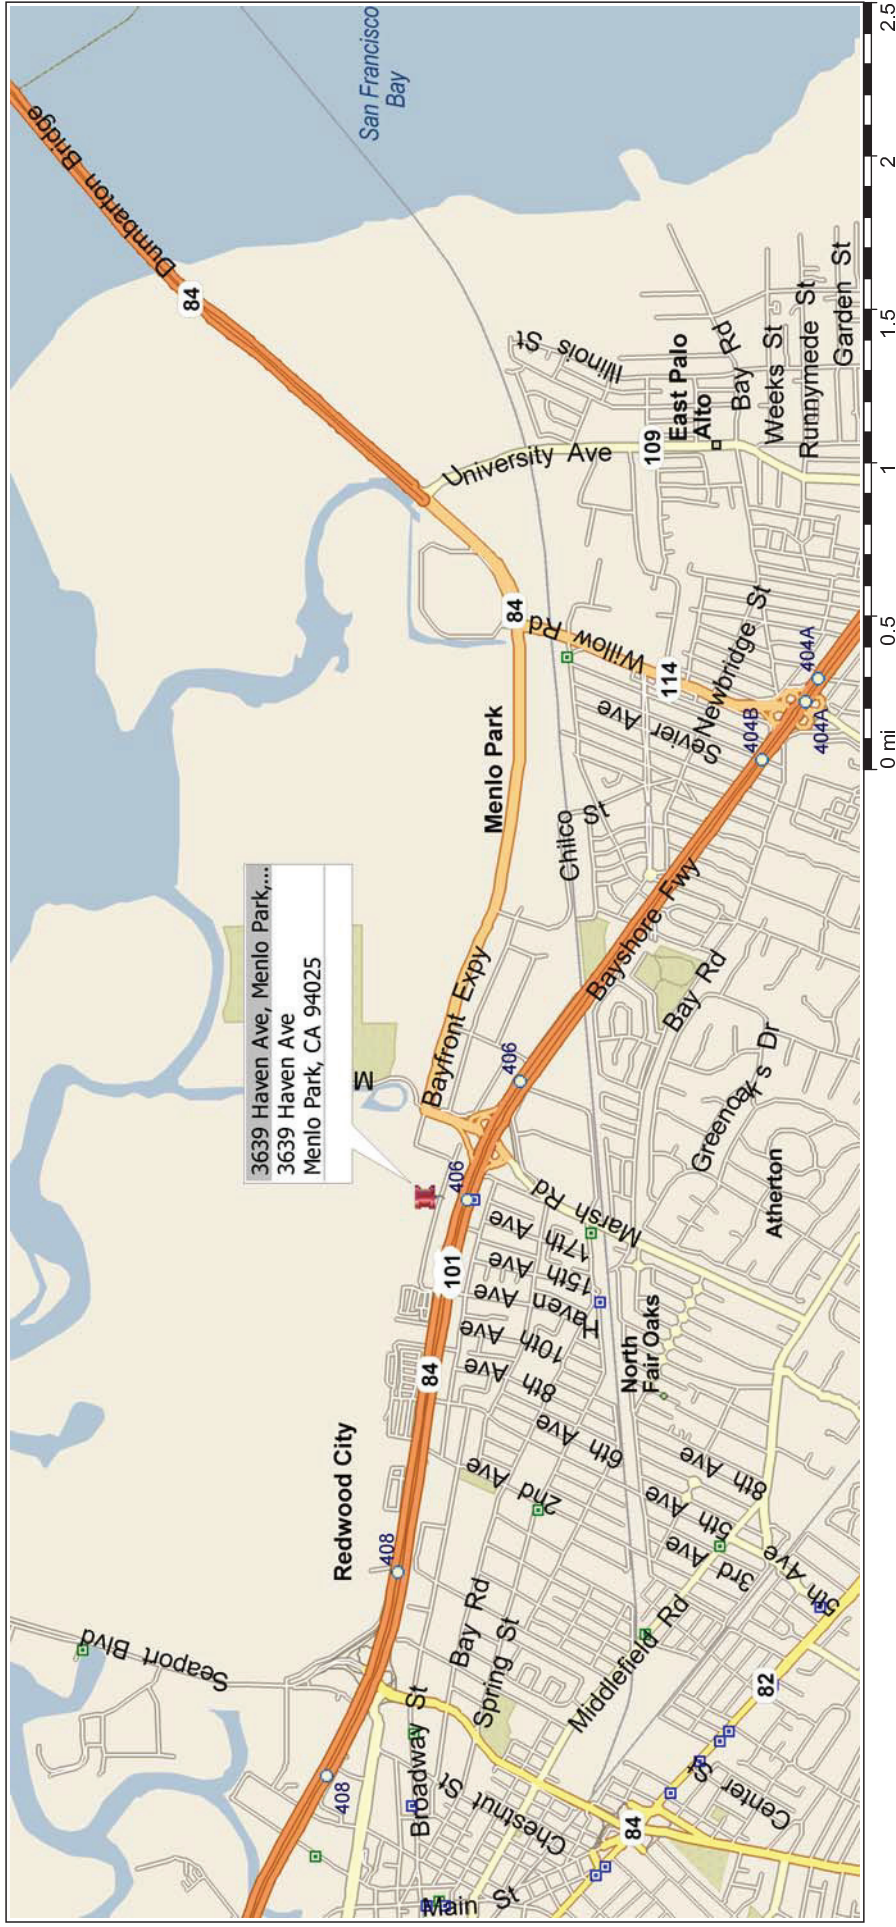 San Francisco
Bay
Dumbarton Bridge
84
Illinois St
University Ave
109
East Palo
Alto
Bay Rd
Weeks St
Runnymede St
Garden St
84
Willow Rd
114
Newbridge St
Sevier Ave
404B
404A
404A
Menlo Park
Chilco St
Bayshore Fwy
Bay Rd
Bayfront Expy
M
3639 Haven Ave, Menlo Park,...
3639 Haven Ave
Menlo Park, CA 94025
406
406
Greenoaks Dr
Atherton
Marsh Rd
17th Ave
15th Ave
Haven Ave
10th Ave
8th Ave
6th Ave
2nd Ave
101
84
North
Fair Oaks
8th Ave
5th Ave
3rd Ave
5th Ave
Redwood City
408
408
Seaport Blvd
Bay Rd
Spring St
Broadway St
Middlefield Rd
Chestnut St
Center St
82
84
Main St
0 mi
0.5
1
1.5
2
2.5